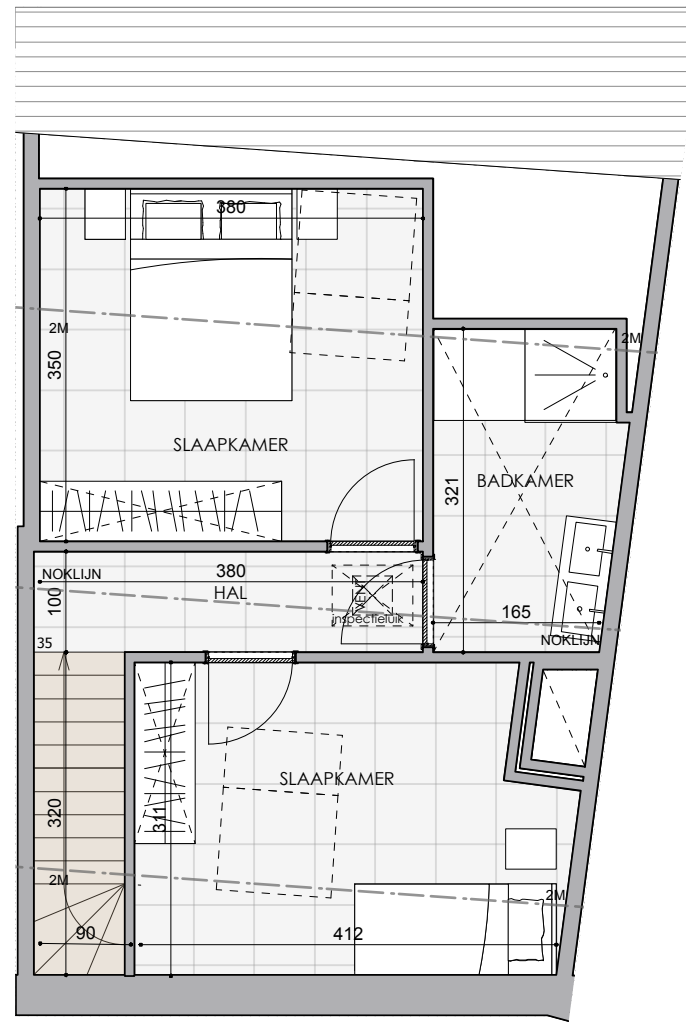 380
2M
2M
350
SLAAPKAMER
BADKAMER
321
NOKLIJN
380
HAL
VENT
inspectieluik
100
165
NOKLIJN
35
SLAAPKAMER
320
311
2M
2M
90
412